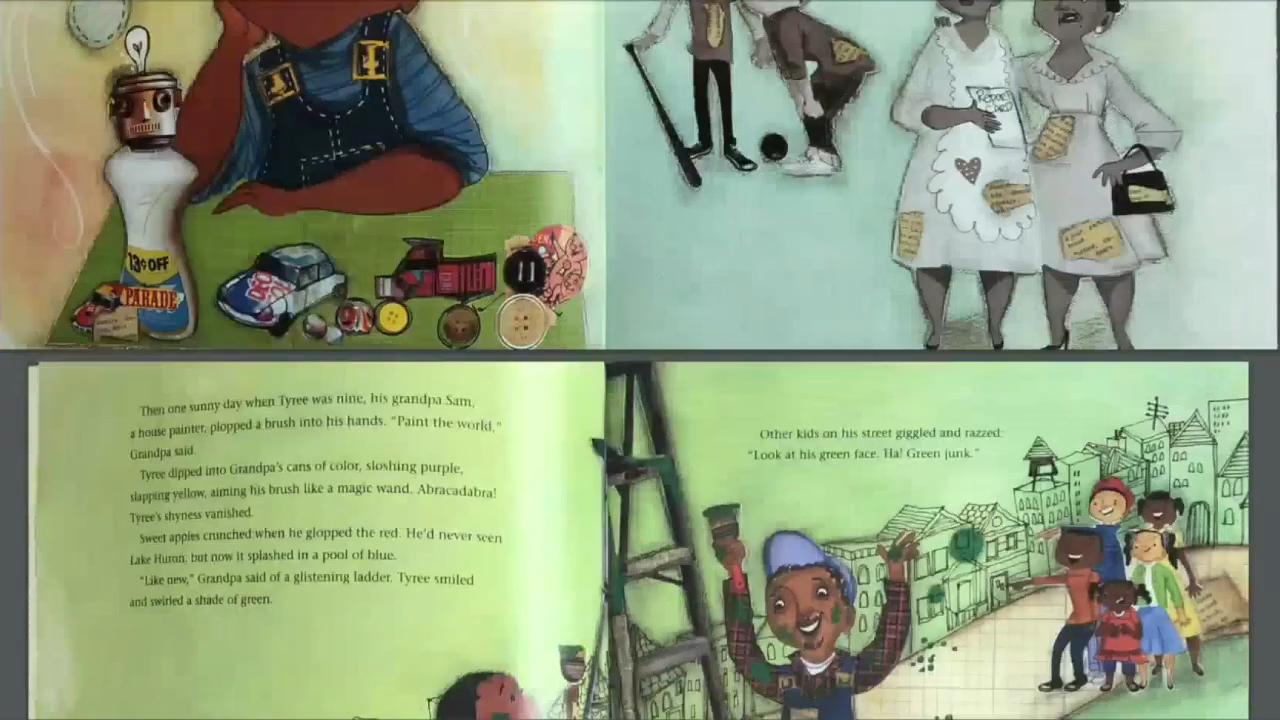 13¢ OFF
PARADE
Then one sunny day when Tyree was nine, his grandpa Sam,
a house painter, plopped a brush into his hands. “Paint the world,”
Grandpa said.
Tyree dipped into Grandpa's cans of color, sloshing purple,
slapping yellow, aiming his brush like a magic wand. Abracadabra!
Tyree's shyness vanished.
Sweet apples crunched when he glopped the red. He'd never seen
Lake Huron, but now it splashed in a pool of blue.
“Like new,” Grandpa said of a glistening ladder. Tyree smiled
and swirled a shade of green.
Other kids on his street giggled and razzed:
“Look at his green face. Ha! Green junk.”